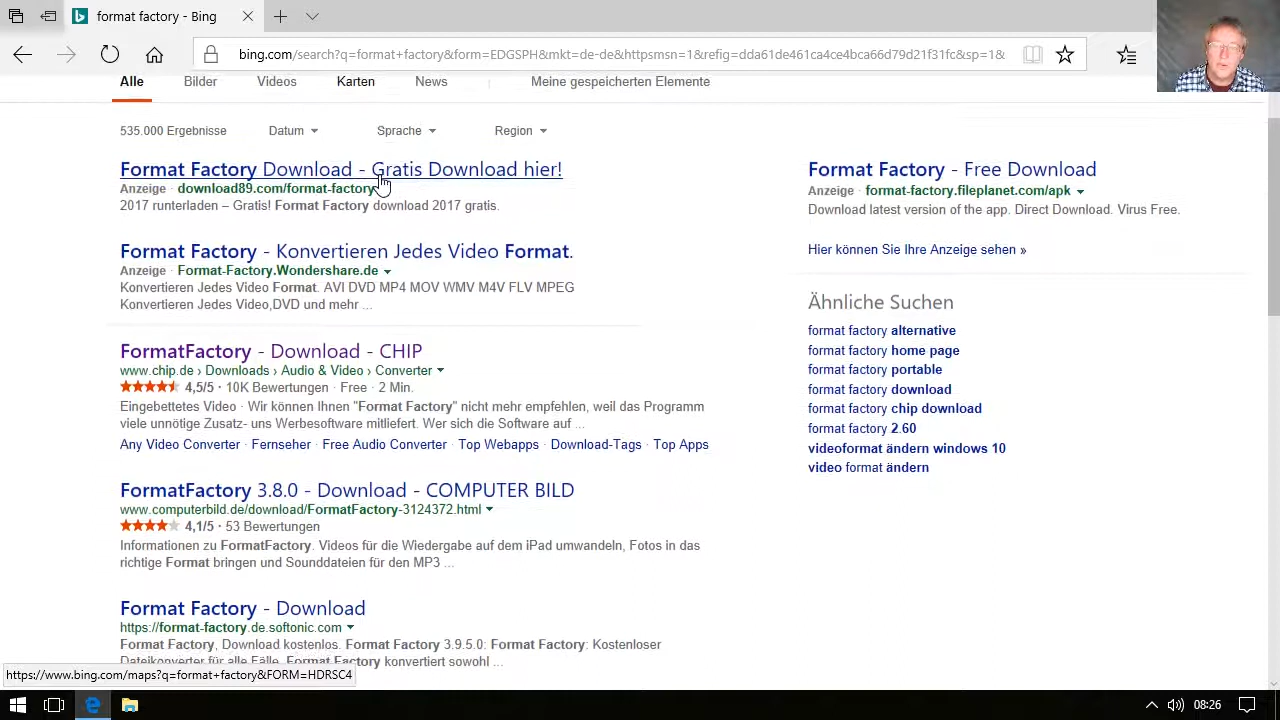 format factory - Bing
bing.com/search?q=format+factory&form=EDGSPH&mkt=de-de&httpsmsn=1&refig=dda61de461ca4ce4bca66d79d21f31fc&sp=1&
Alle Bilder Videos Karten News Meine gespeicherten Elemente
535.000 Ergebnisse Datum Sprache Region
Format Factory Download - Gratis Download hier!
Anzeige · download89.com/format-factory
2017 runterladen – Gratis! Format Factory download 2017 gratis.
Format Factory - Konvertieren Jedes Video Format.
Anzeige · Format-Factory.Wondershare.de
Konvertieren Jedes Video Format. AVI DVD MP4 MOV WMV M4V FLV MPEG
Konvertieren Jedes Video,DVD und mehr ...
FormatFactory - Download - CHIP
www.chip.de › Downloads › Audio & Video › Converter
4,5/5 · 10K Bewertungen · Free · 2 Min.
Eingebettetes Video · Wir können Ihnen "Format Factory" nicht mehr empfehlen, weil das Programm
viele unnötige Zusatz- uns Werbesoftware mitliefert. Wer sich die Software auf ...
Any Video Converter · Fernseher · Free Audio Converter · Top Webapps · Download-Tags · Top Apps
FormatFactory 3.8.0 - Download - COMPUTER BILD
www.computerbild.de/download/FormatFactory-3124372.html
4,1/5 · 53 Bewertungen
Informationen zu FormatFactory. Videos für die Wiedergabe auf dem iPad umwandeln, Fotos in das
richtige Format bringen und Sounddateien für den MP3 ...
Format Factory - Download
https://format-factory.de.softonic.com
Format Factory, Download kostenlos. Format Factory 3.9.5.0: Format Factory: Kostenloser
Dateikonverter für alle Fälle. Format Factory konvertiert sowohl ...
Format Factory - Free Download
Anzeige · format-factory.fileplanet.com/apk
Download latest version of the app. Direct Download. Virus Free.
Hier können Sie Ihre Anzeige sehen »
Ähnliche Suchen
format factory alternative
format factory home page
format factory portable
format factory download
format factory chip download
format factory 2.60
videoformat ändern windows 10
video format ändern
https://www.bing.com/maps?q=format+factory&FORM=HDRSC4
08:26